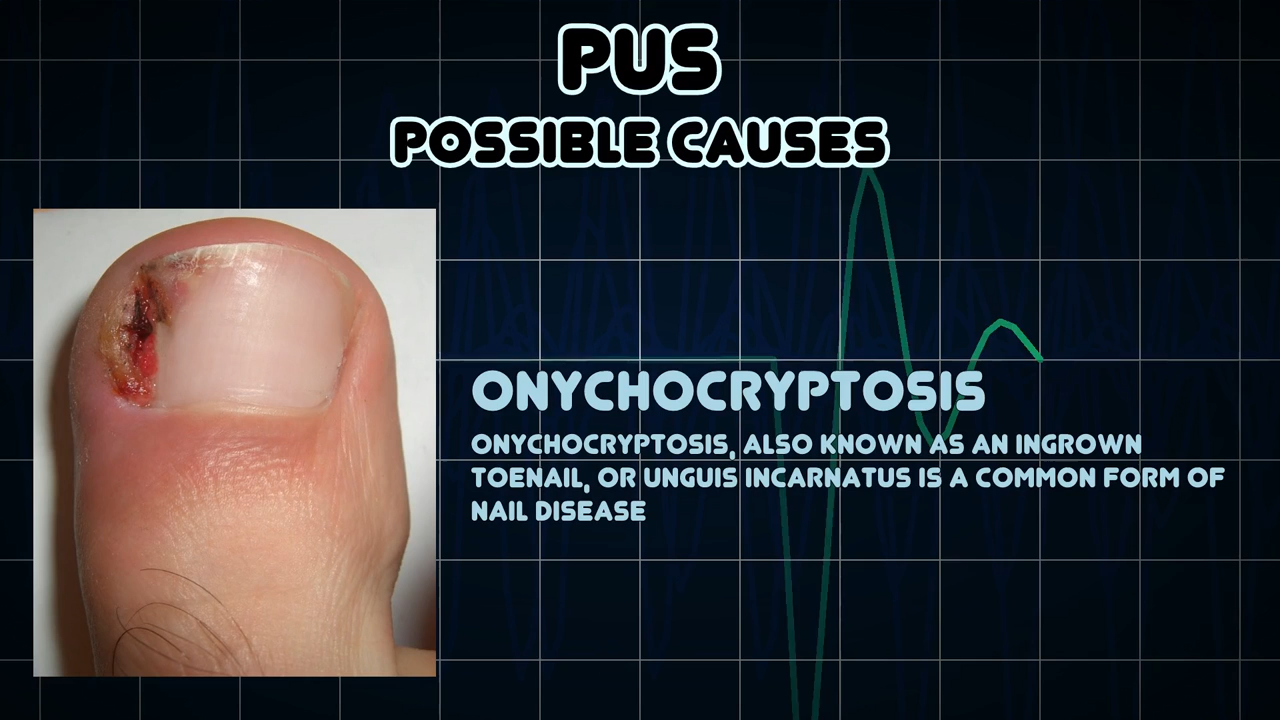 PUS
POSSIBLE CAUSES
ONYCHOCRYPTOSIS
ONYCHOCRYPTOSIS, ALSO KNOWN AS AN INGROWN
TOENAIL, OR UNGUIS INCARNATUS IS A COMMON FORM OF
NAIL DISEASE